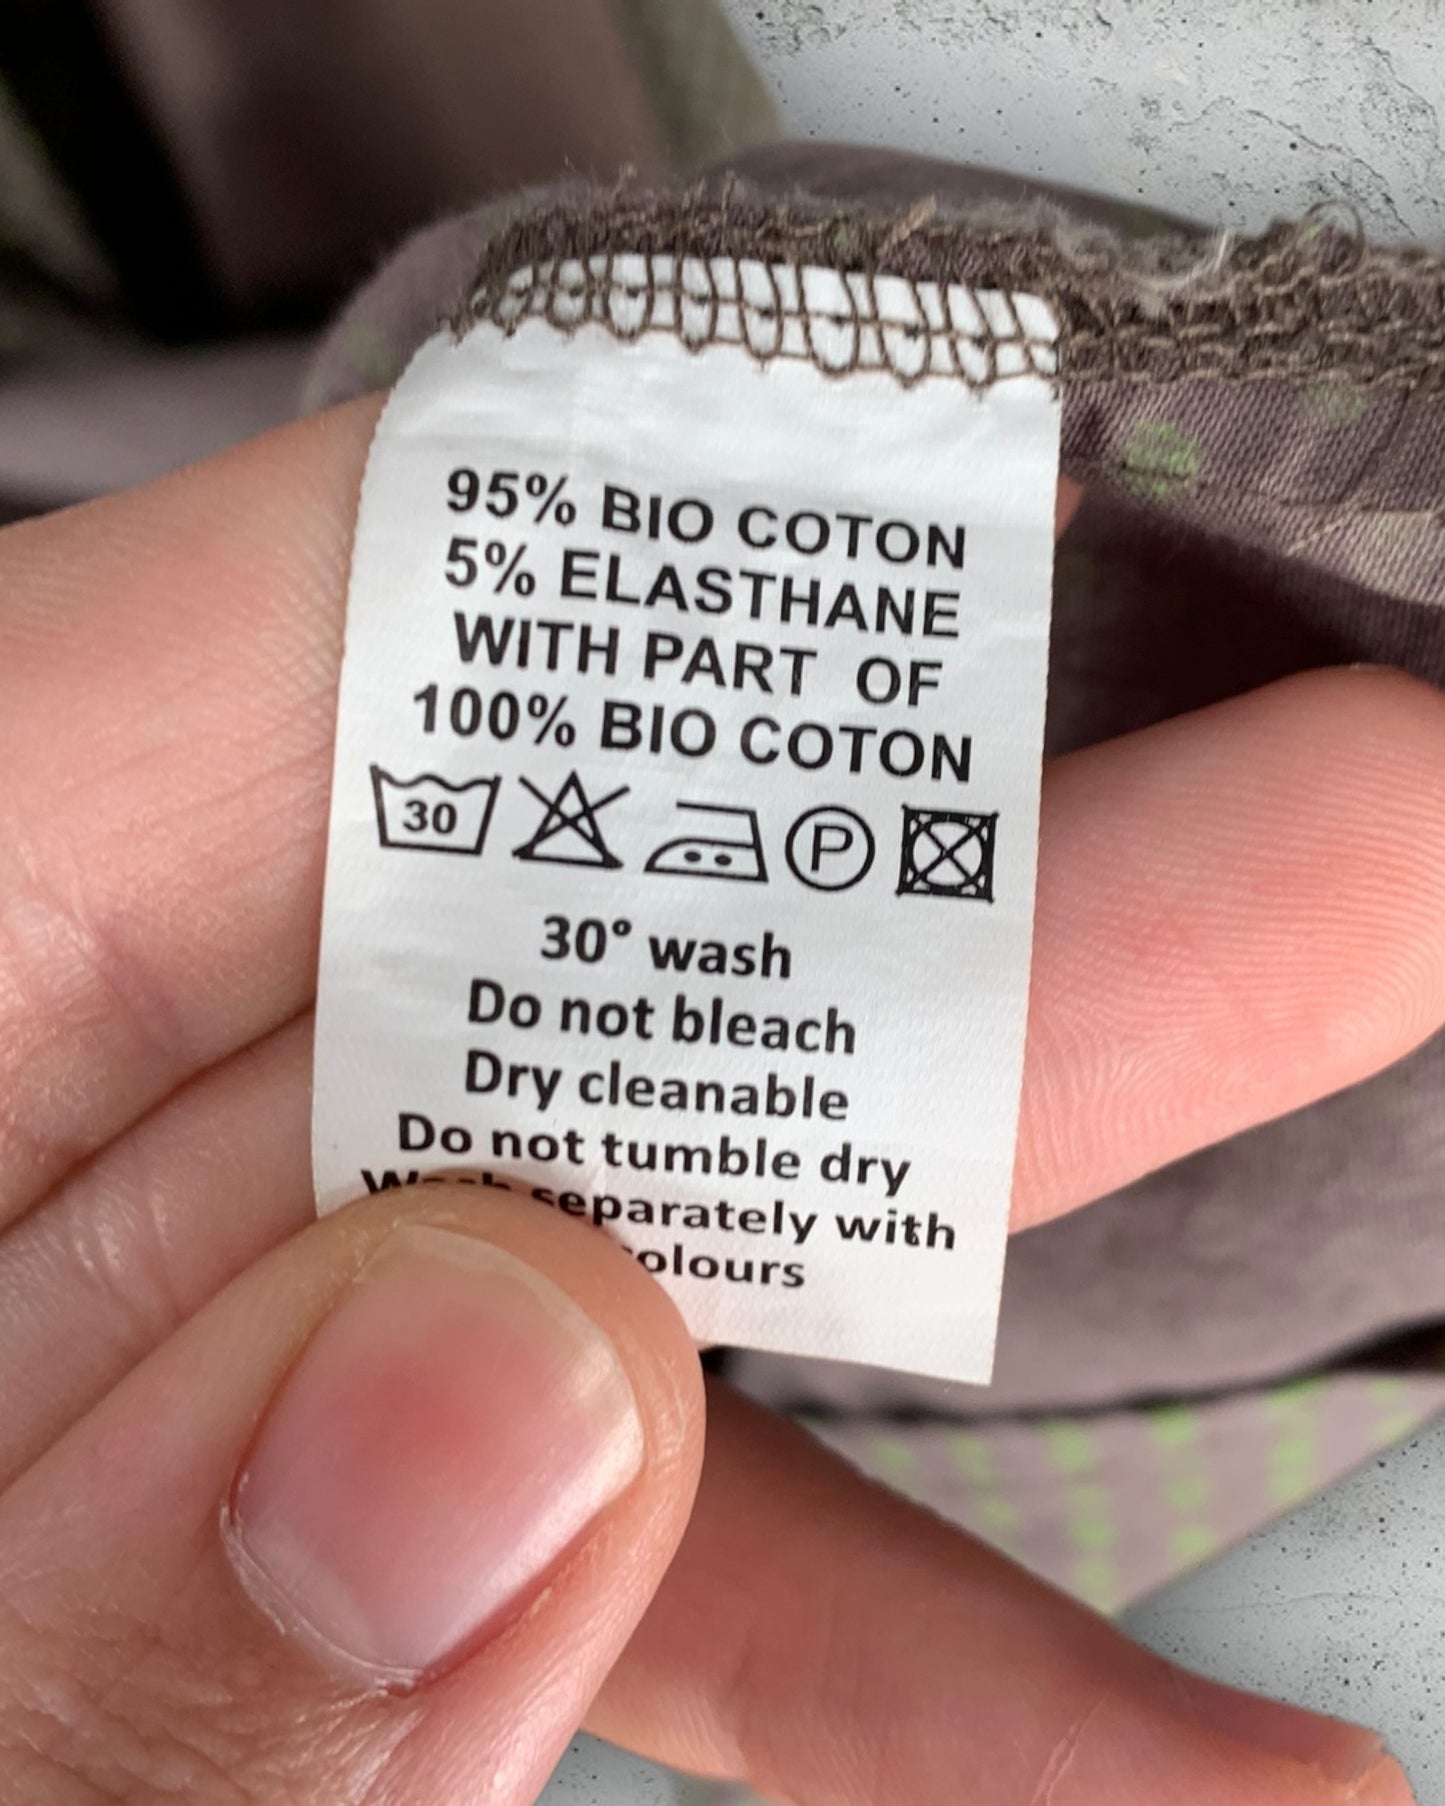 95% BIO COTON
5% ELASTHANE
WITH PART OF
100% BIO COTON
30 P
30° wash
Do not bleach
Dry cleanable
Do not tumble dry
separately with